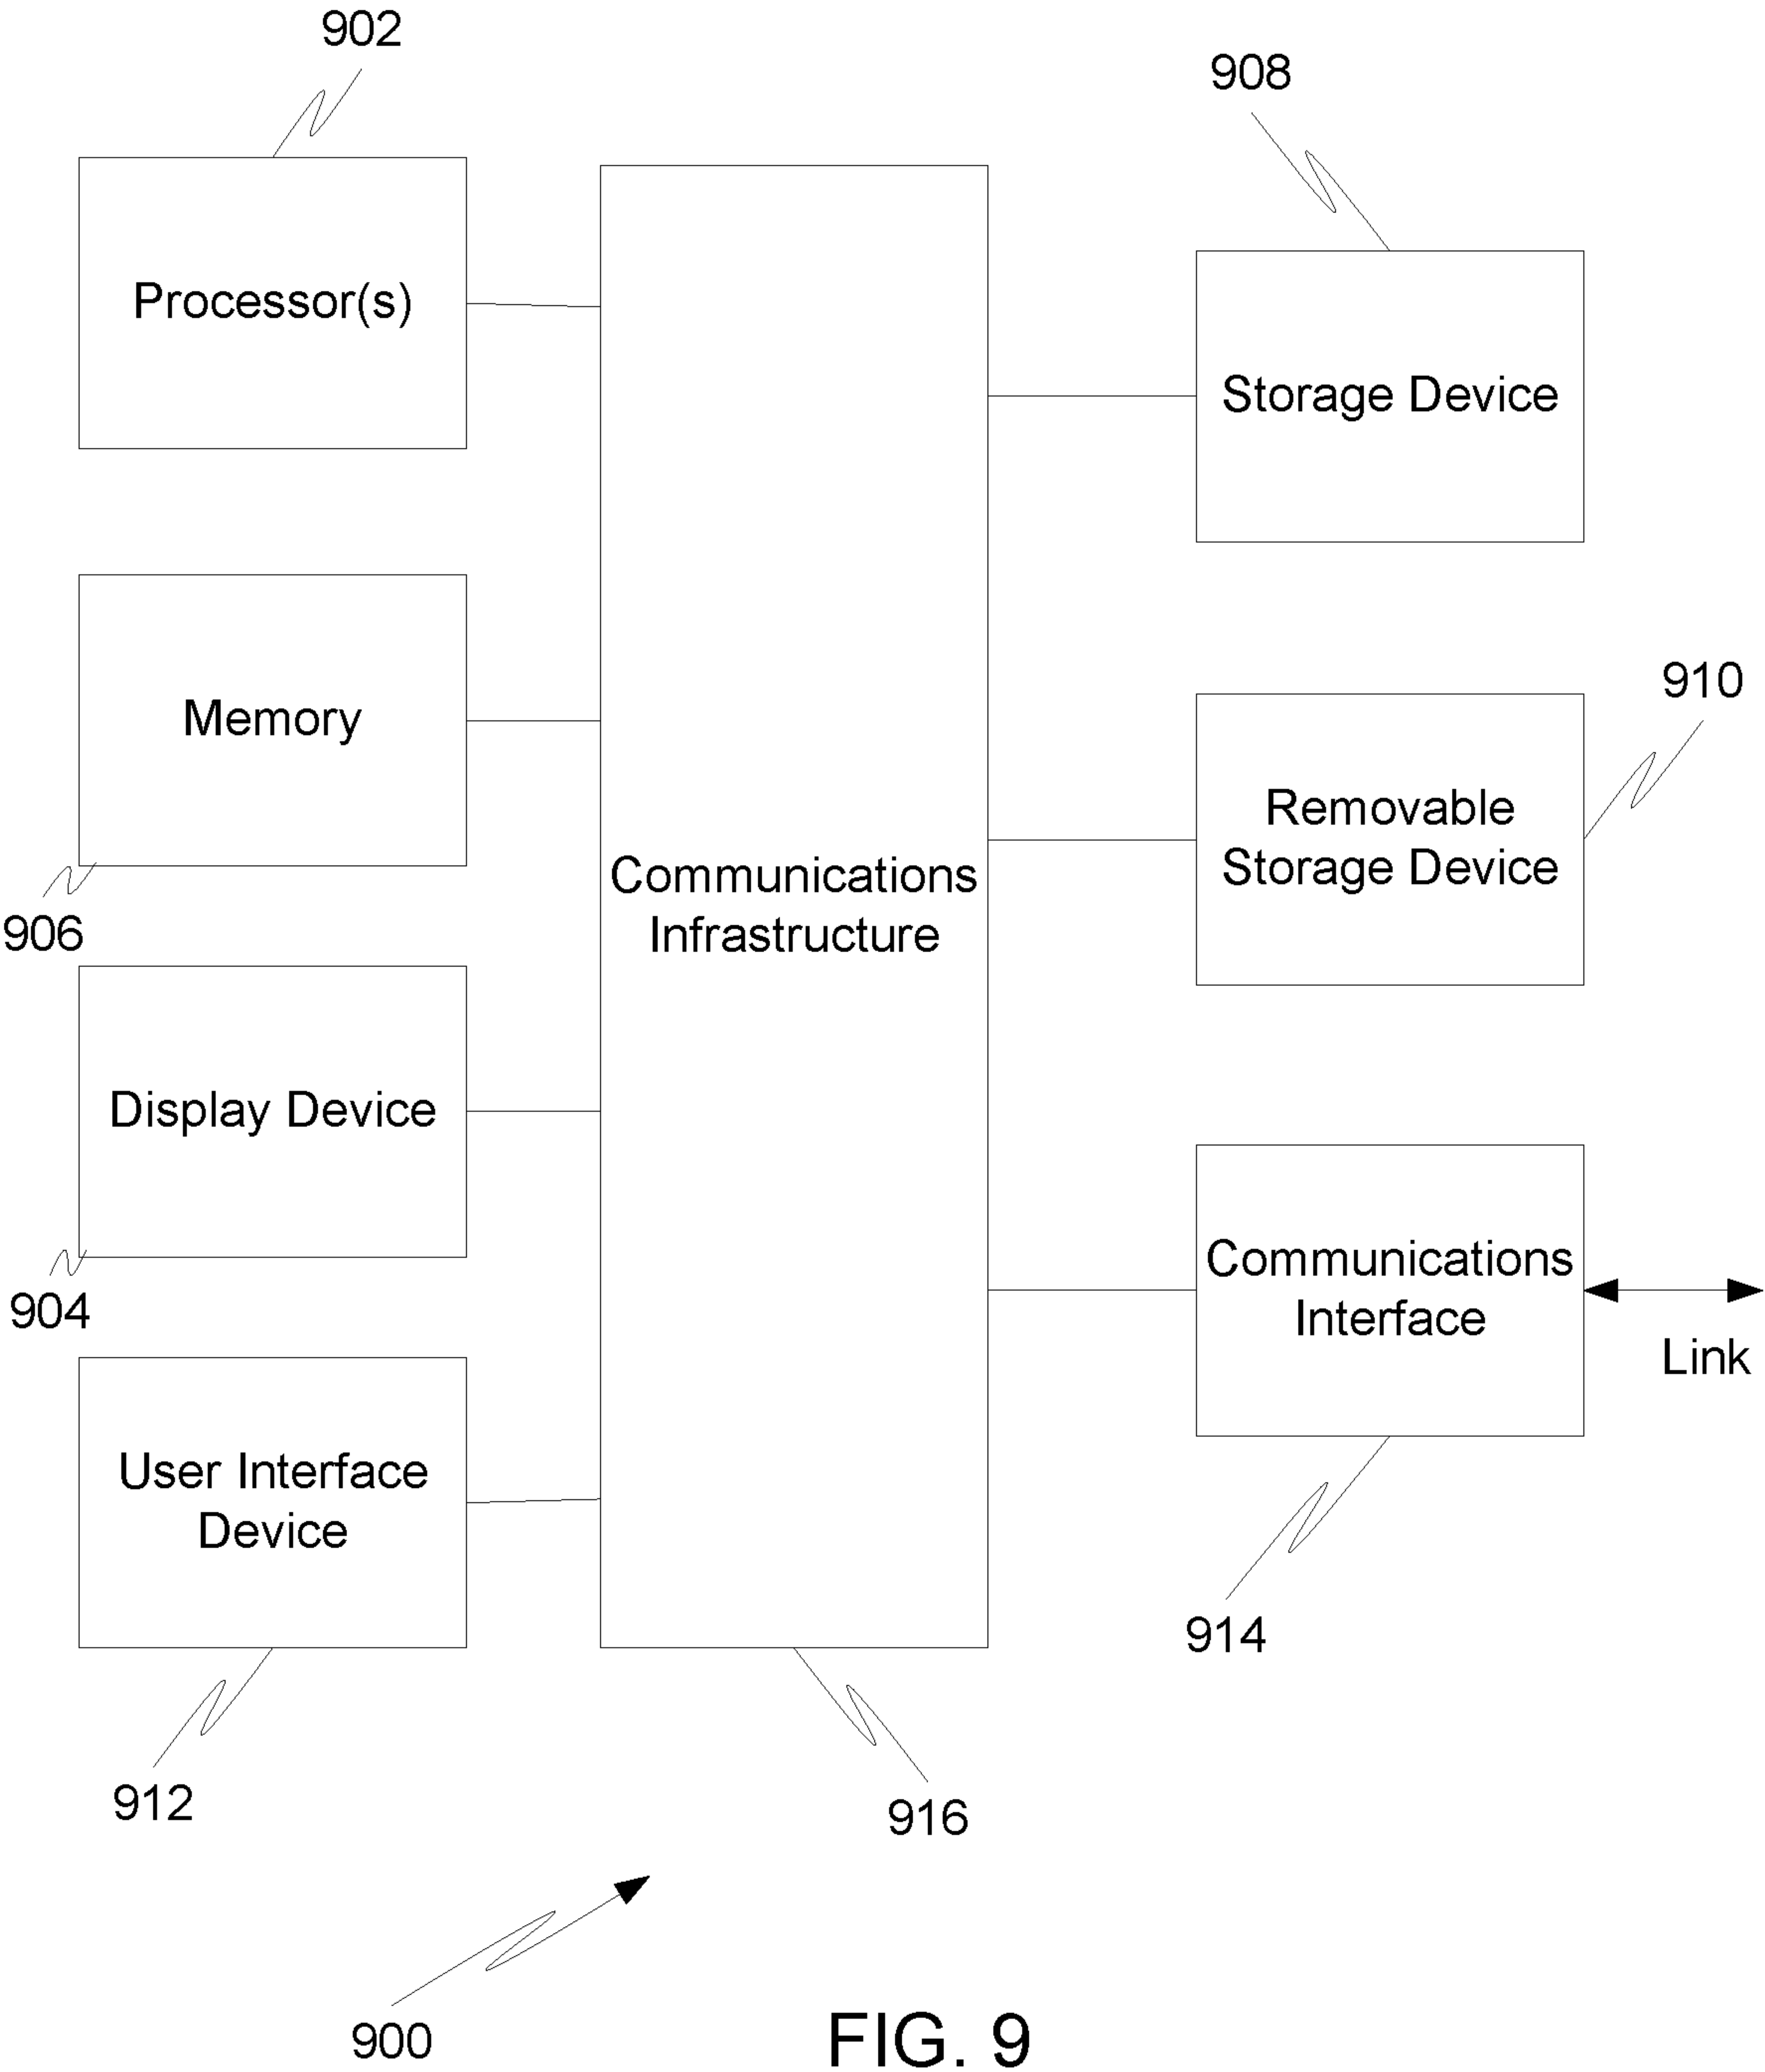 902
908
Processor(s)
Storage Device
910
Memory
Removable
Storage Device
906
Communications
Infrastructure
Display Device
Communications
Interface
904
Link
User Interface
Device
914
912
916
900
FIG. 9